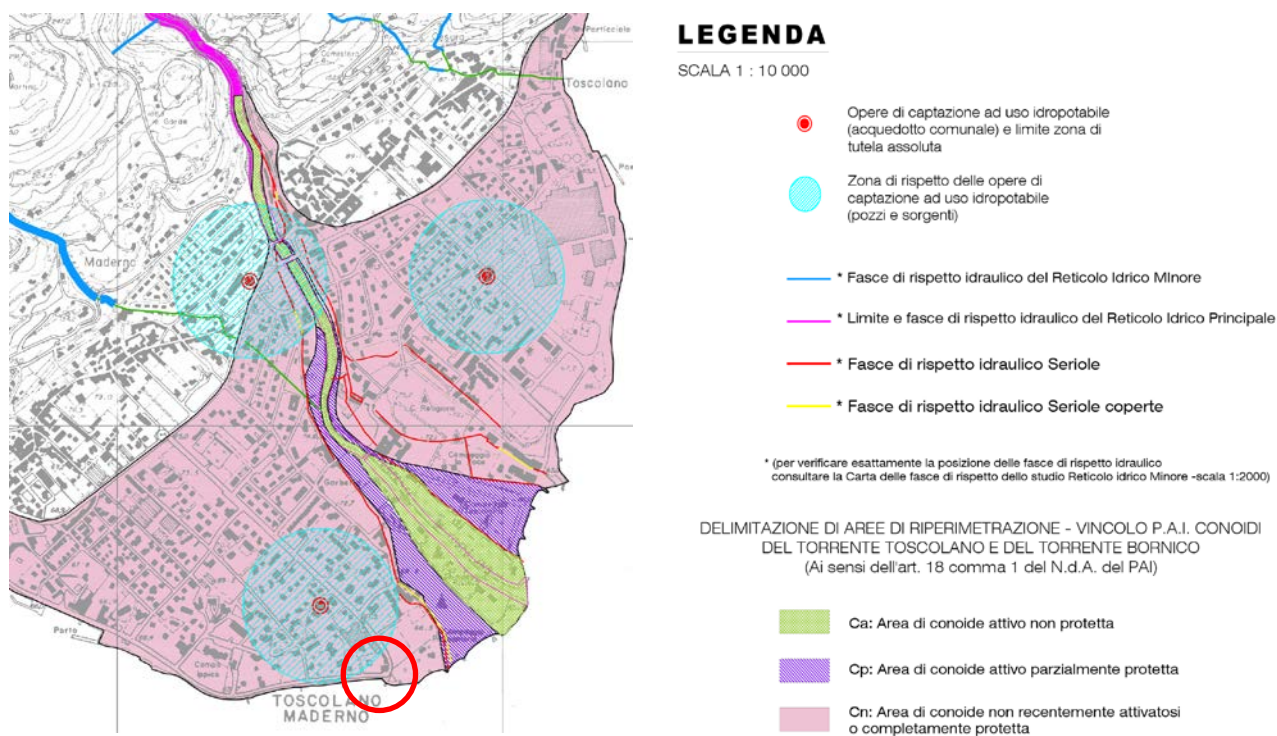 Toscolano
Maderno
Gaide
C. Religione
Campeggio
Porto
Campo
ippico
TOSCOLANO
MADERNO
LEGENDA
SCALA 1 : 10 000
Opere di captazione ad uso idropotabile
(acquedotto comunale) e limite zona di
tutela assoluta
Zona di rispetto delle opere di
captazione ad uso idropotabile
(pozzi e sorgenti)
* Fasce di rispetto idraulico del Reticolo Idrico MInore
* Limite e fasce di rispetto idraulico del Reticolo Idrico Principale
* Fasce di rispetto idraulico Seriole
* Fasce di rispetto idraulico Seriole coperte
* (per verificare esattamente la posizione delle fasce di rispetto idraulico
consultare la Carta delle fasce di rispetto dello studio Reticolo idrico Minore -scala 1:2000)
DELIMITAZIONE DI AREE DI RIPERIMETRAZIONE - VINCOLO P.A.I. CONOIDI
DEL TORRENTE TOSCOLANO E DEL TORRENTE BORNICO
(Ai sensi dell'art. 18 comma 1 del N.d.A. del PAI)
Ca: Area di conoide attivo non protetta
Cp: Area di conoide attivo parzialmente protetta
Cn: Area di conoide non recentemente attivatosi
o completamente protetta